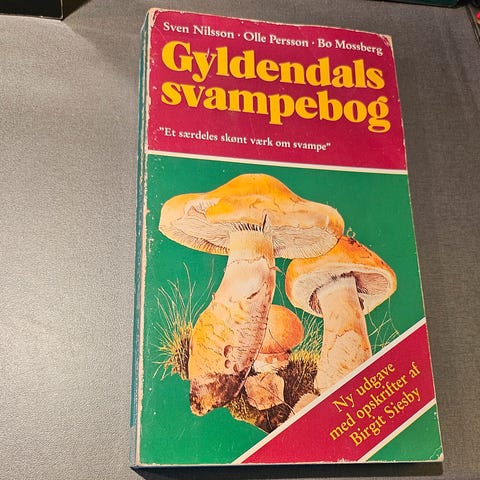 Sven Nilsson · Olle Persson · Bo Mossberg
Gyldendals
svampebog
"Et særdeles skønt værk om svampe"
Ny udgave
med opskrifter af
Birgit Siesby